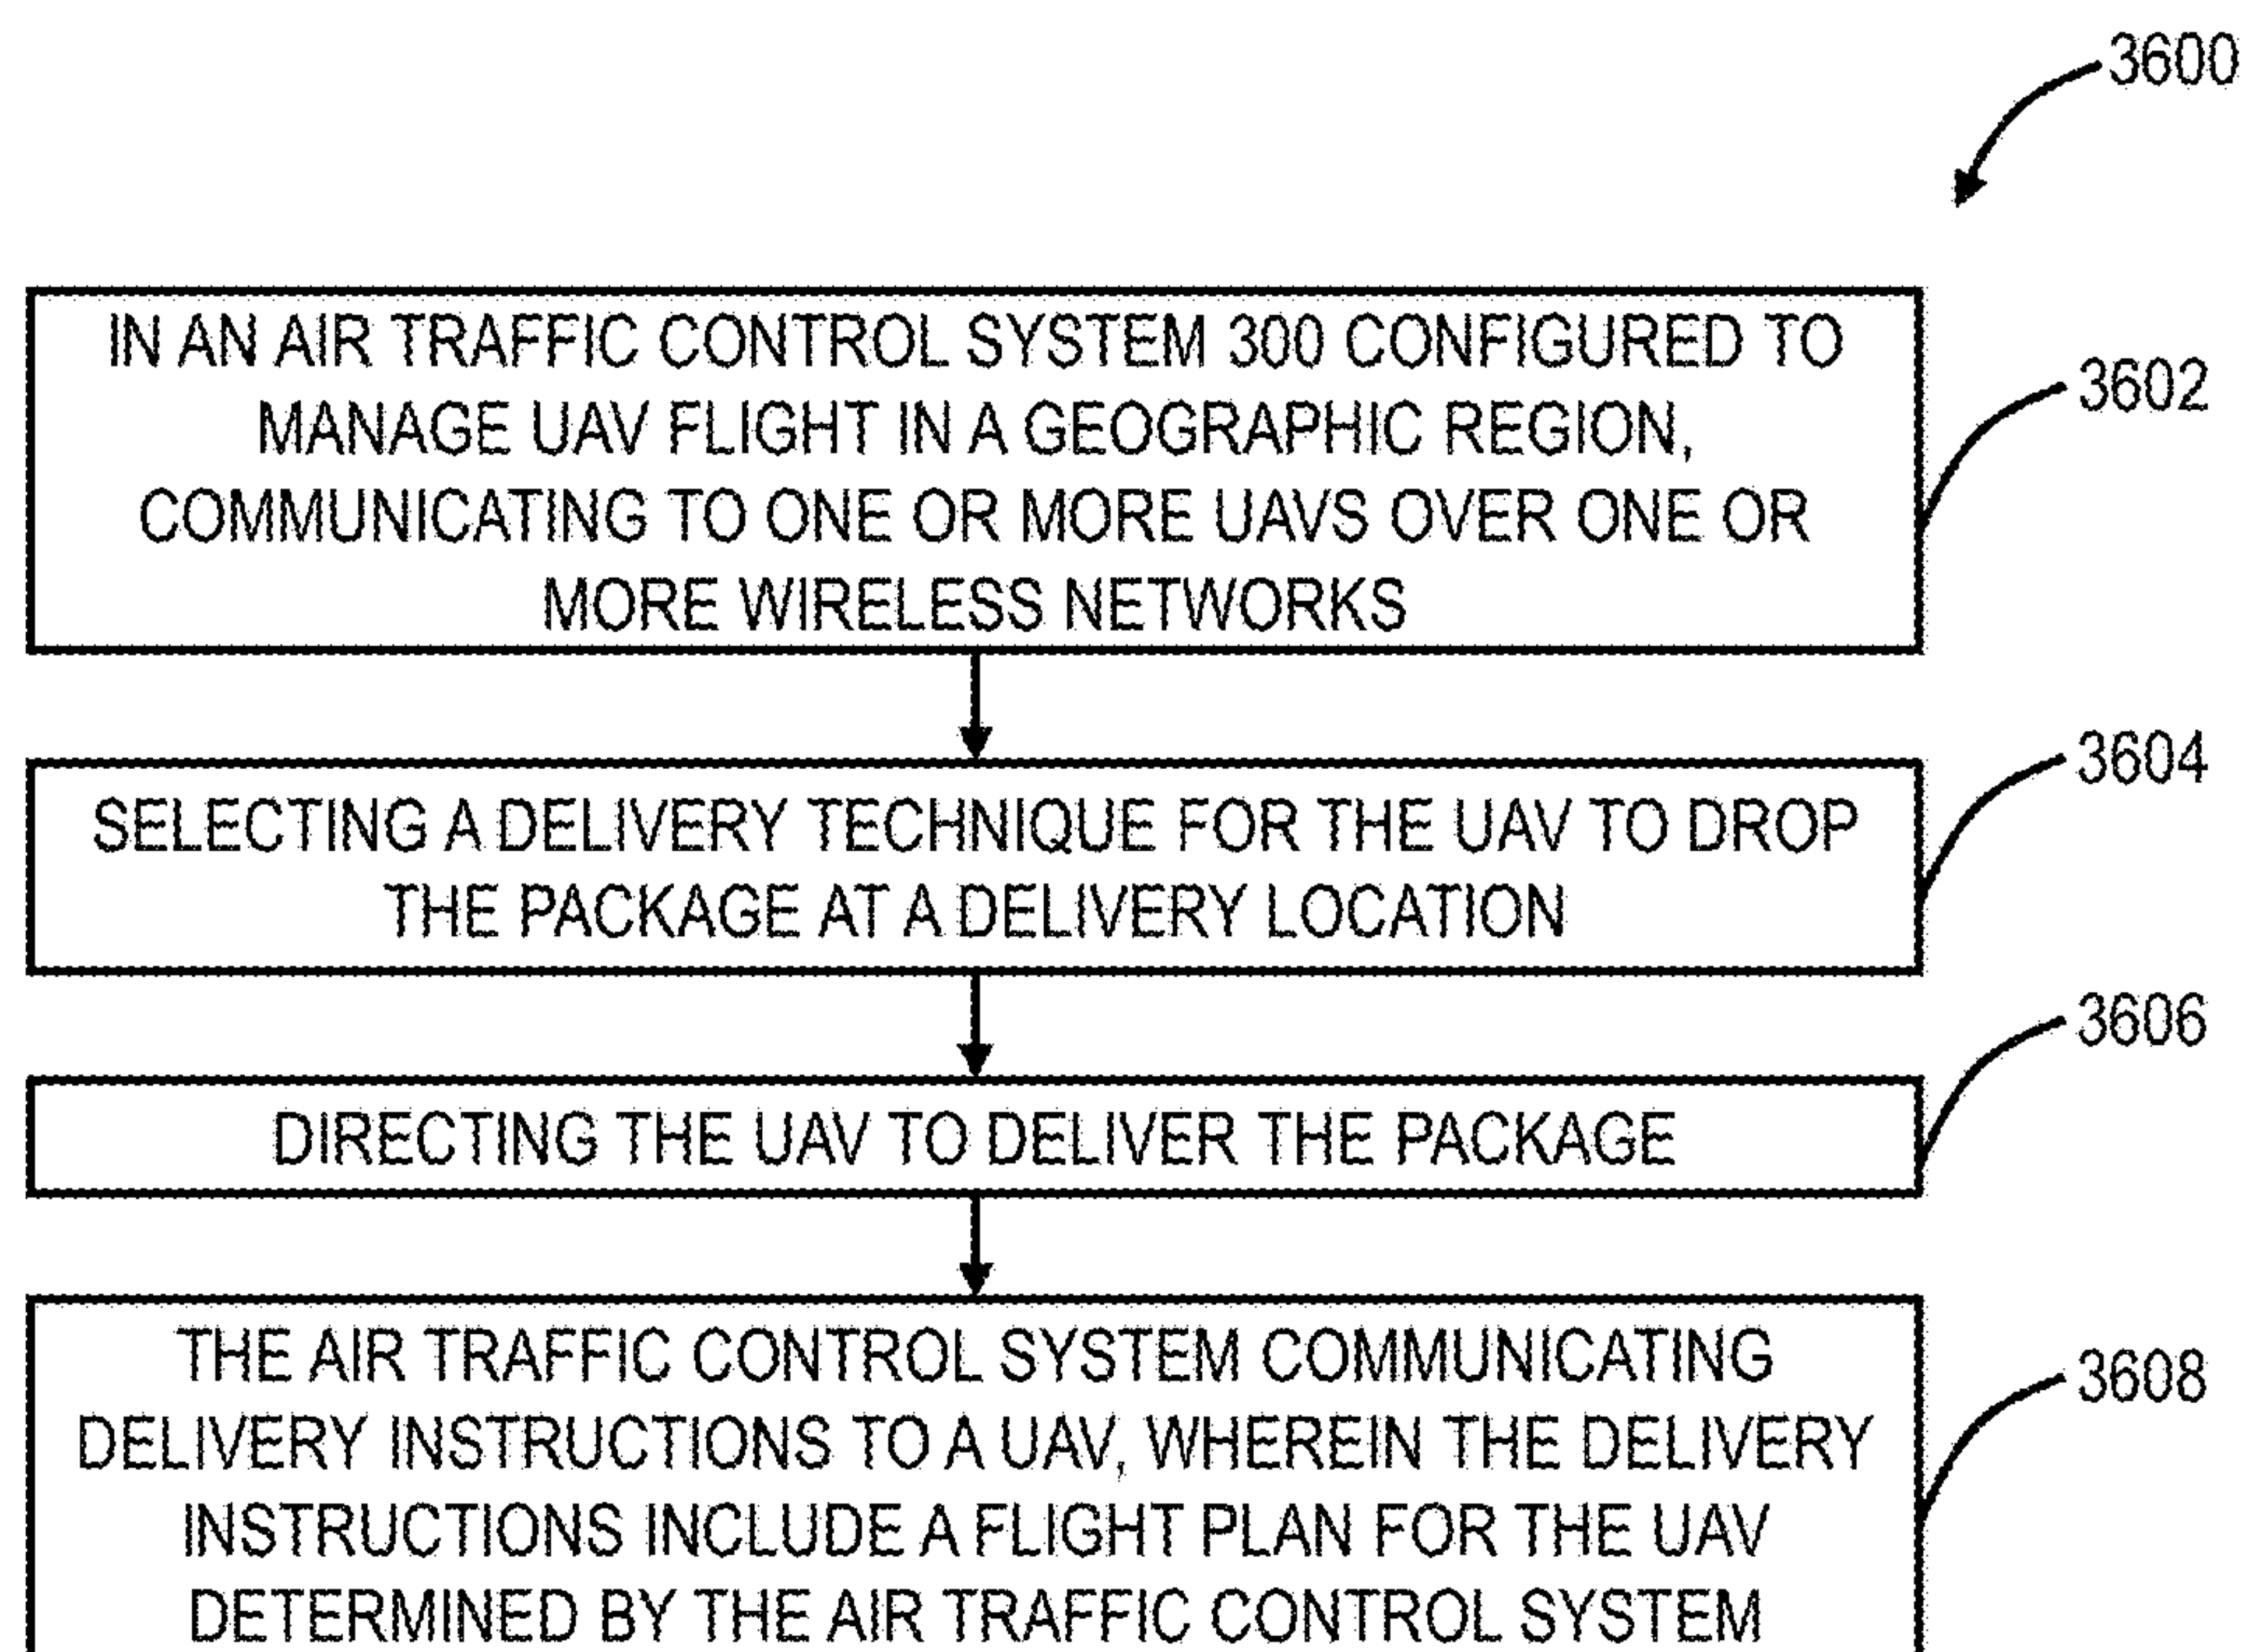 3600
IN AN AIR TRAFFIC CONTROL SYSTEM 300 CONFIGURED TO
MANAGE UAV FLIGHT IN A GEOGRAPHIC REGION,
COMMUNICATING TO ONE OR MORE UAVS OVER ONE OR
MORE WIRELESS NETWORKS
3602
SELECTING A DELIVERY TECHNIQUE FOR THE UAV TO DROP
THE PACKAGE AT A DELIVERY LOCATION
3604
DIRECTING THE UAV TO DELIVER THE PACKAGE
3606
THE AIR TRAFFIC CONTROL SYSTEM COMMUNICATING
DELIVERY INSTRUCTIONS TO A UAV, WHEREIN THE DELIVERY
INSTRUCTIONS INCLUDE A FLIGHT PLAN FOR THE UAV
DETERMINED BY THE AIR TRAFFIC CONTROL SYSTEM
3608